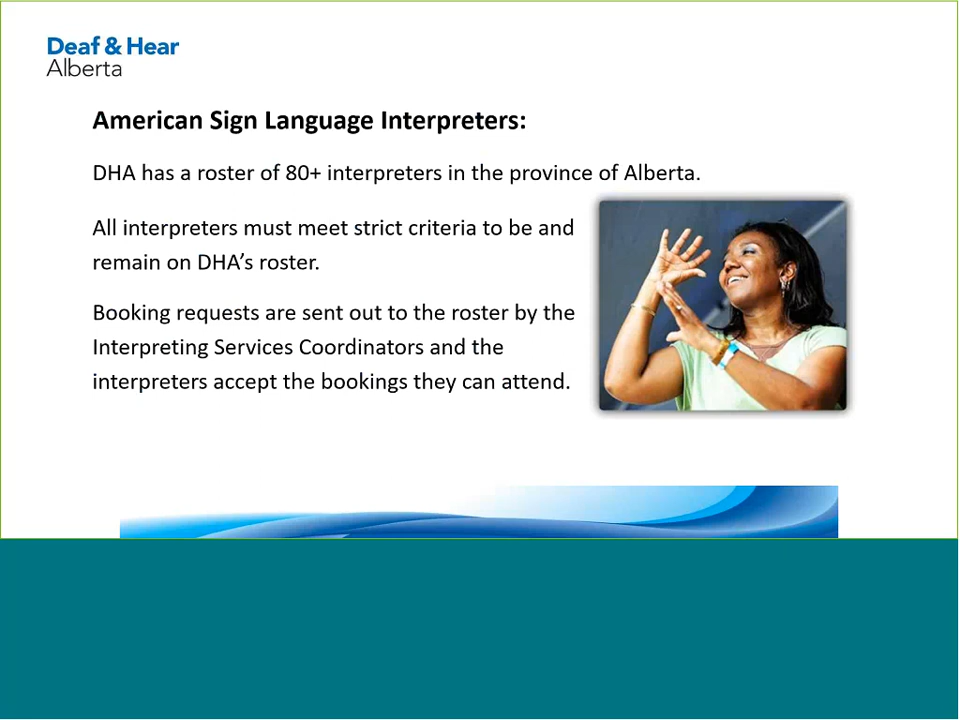 Deaf & Hear
Alberta
American Sign Language Interpreters:
DHA has a roster of 80+ interpreters in the province of Alberta.
All interpreters must meet strict criteria to be and
remain on DHA’s roster.
Booking requests are sent out to the roster by the
Interpreting Services Coordinators and the
interpreters accept the bookings they can attend.